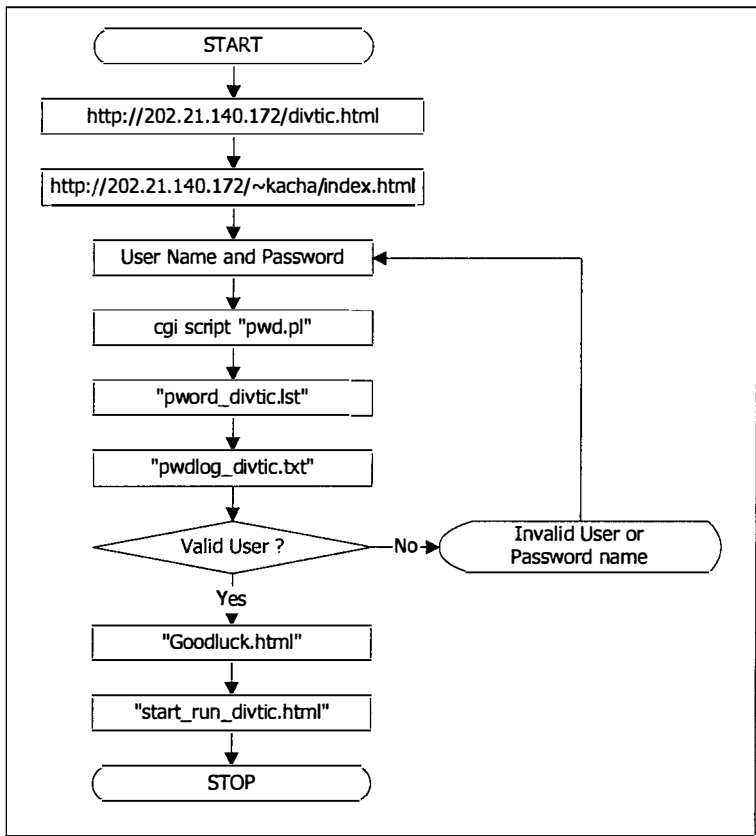 START
http://202.21.140.172/divtic.html
http://202.21.140.172/~kacha/index.html
User Name and Password
cgi script "pwd.pl"
"pword_divtic.lst"
"pwdlog_divtic.txt"
Valid User ?
No
Invalid User or
Password name
Yes
"Goodluck.html"
"start_run_divtic.html"
STOP